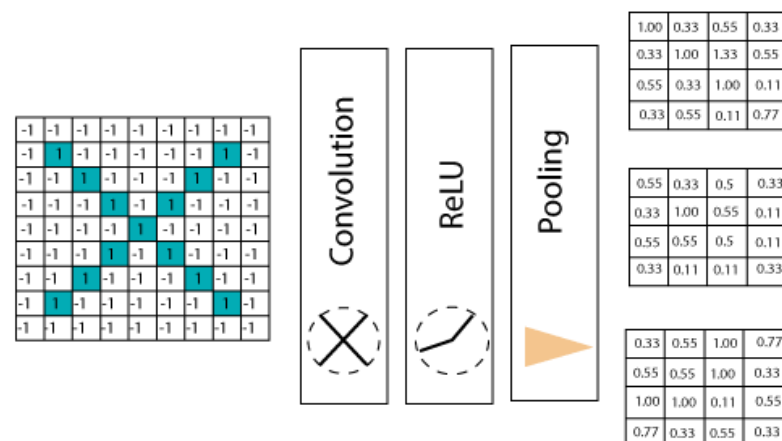 -1 -1 -1 -1 -1 -1 -1 -1 -1
-1 1 -1 -1 -1 -1 -1 1 -1
-1 -1 1 -1 -1 -1 1 -1 -1
-1 -1 -1 1 -1 1 -1 -1 -1
-1 -1 -1 -1 1 -1 -1 -1 -1
-1 -1 -1 1 -1 1 -1 -1 -1
-1 -1 1 -1 -1 -1 1 -1 -1
-1 1 -1 -1 -1 -1 -1 1 -1
-1 -1 -1 -1 -1 -1 -1 -1 -1
Convolution
ReLU
Pooling
1.00 0.33 0.55 0.33
0.33 1.00 1.33 0.55
0.55 0.33 1.00 0.11
0.33 0.55 0.11 0.77
0.55 0.33 0.5 0.33
0.33 1.00 0.55 0.11
0.55 0.55 0.5 0.11
0.33 0.11 0.11 0.33
0.33 0.55 1.00 0.77
0.55 0.55 1.00 0.33
1.00 1.00 0.11 0.55
0.77 0.33 0.55 0.33